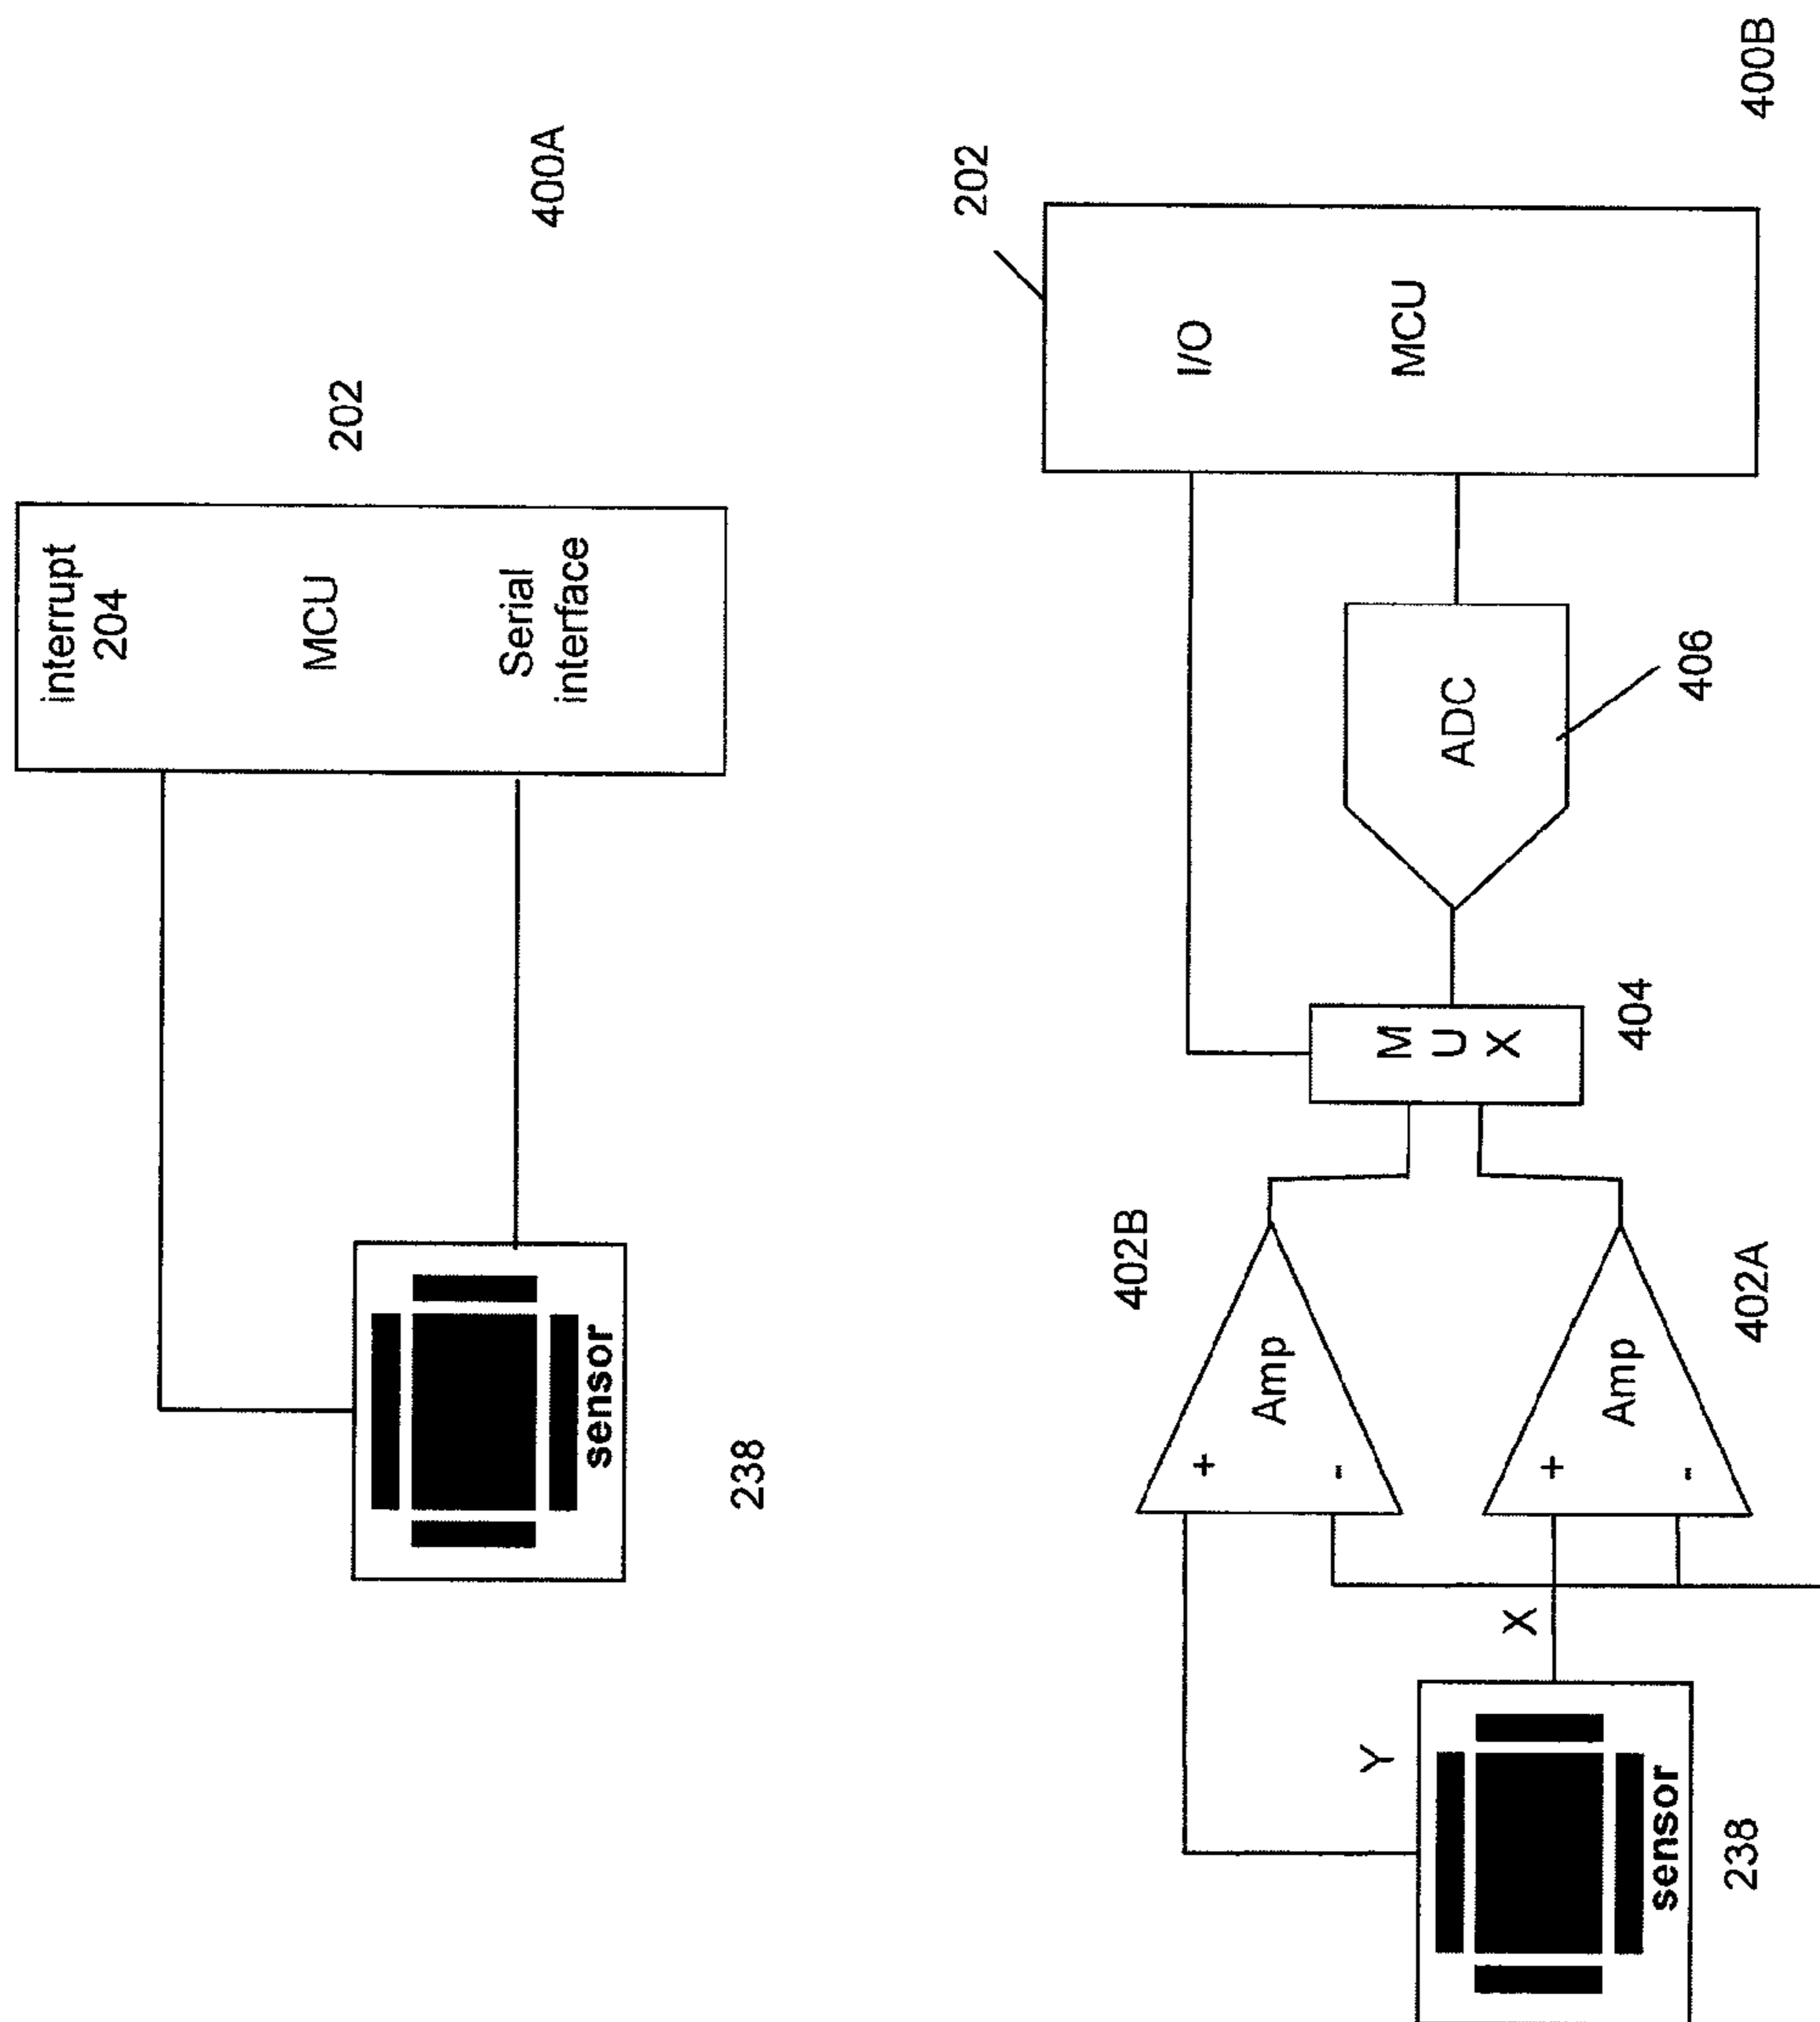 interrupt
204
MCU
Serial
interface
202
400A
sensor
238
202
I/O
MCU
400B
ADC
406
M
U
X
404
402B
Amp
+
-
402A
Amp
+
-
Y
X
sensor
238